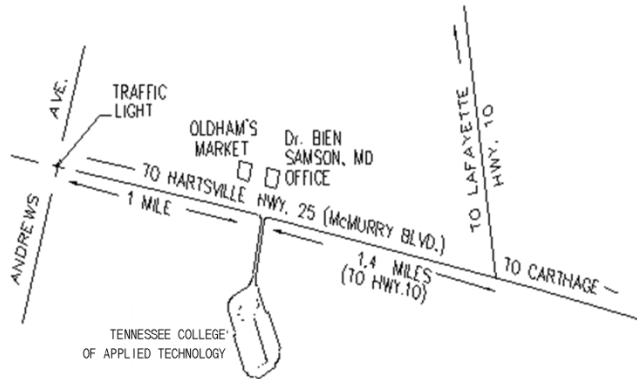 AVE.
TRAFFIC
LIGHT
OLDHAM'S
MARKET
Dr. BIEN
SAMSON, MD
OFFICE
TO LAFAYETTE
HWY. 10
TO HARTSVILLE HWY. 25 (McMURRY BLVD.)
1 MILE
ANDREWS
1.4 MILES
(TO HWY.10)
TO CARTHAGE
TENNESSEE COLLEGE
OF APPLIED TECHNOLOGY